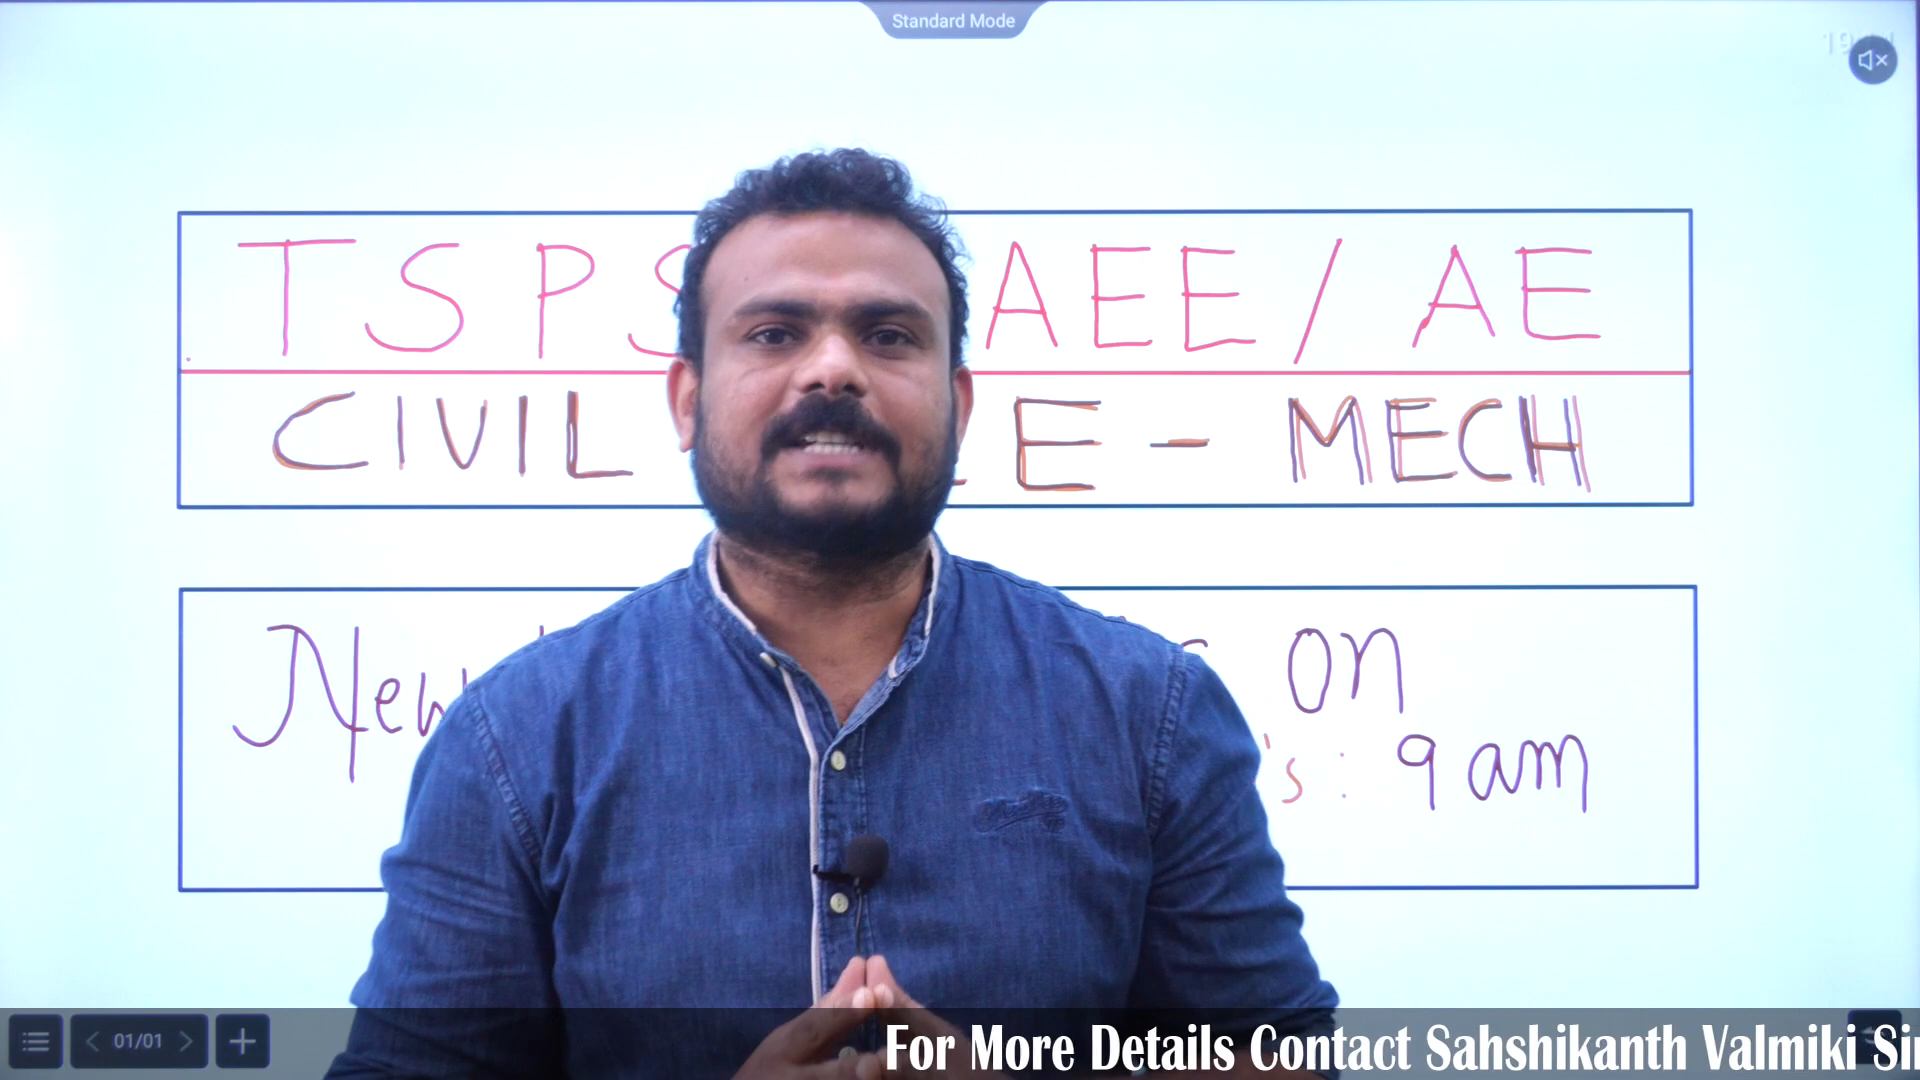 Standard Mode
TSPS AEE / AE
CIVIL E - MECH
New on
's : 9 am
01/01
For More Details Contact Sahshikanth Valmiki Sir